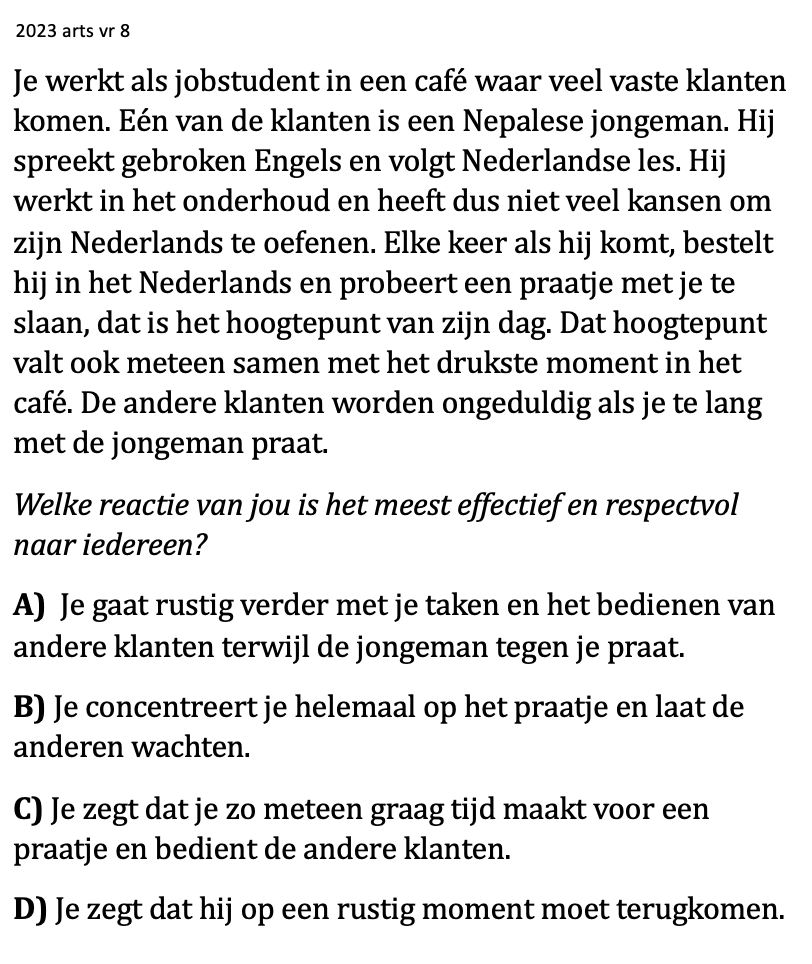 2023 arts vr 8
Je werkt als jobstudent in een café waar veel vaste klanten
komen. Eén van de klanten is een Nepalese jongeman. Hij
spreekt gebroken Engels en volgt Nederlandse les. Hij
werkt in het onderhoud en heeft dus niet veel kansen om
zijn Nederlands te oefenen. Elke keer als hij komt, bestelt
hij in het Nederlands en probeert een praatje met je te
slaan, dat is het hoogtepunt van zijn dag. Dat hoogtepunt
valt ook meteen samen met het drukste moment in het
café. De andere klanten worden ongeduldig als je te lang
met de jongeman praat.
Welke reactie van jou is het meest effectief en respectvol
naar iedereen?
A) Je gaat rustig verder met je taken en het bedienen van
andere klanten terwijl de jongeman tegen je praat.
B) Je concentreert je helemaal op het praatje en laat de
anderen wachten.
C) Je zegt dat je zo meteen graag tijd maakt voor een
praatje en bedient de andere klanten.
D) Je zegt dat hij op een rustig moment moet terugkomen.